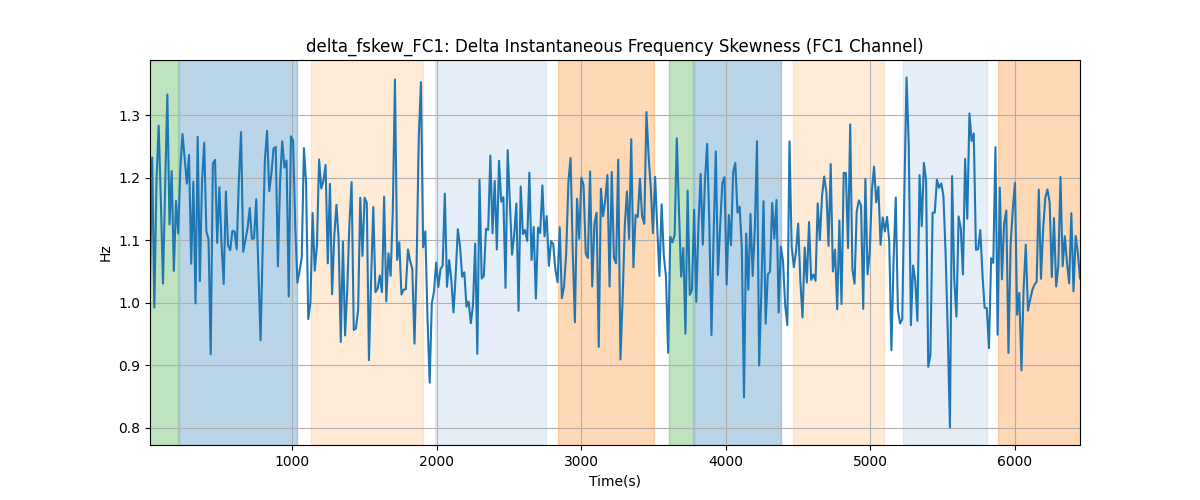 delta_fskew_FC1: Delta Instantaneous Frequency Skewness (FC1 Channel)
Hz
1.3
1.2
1.1
1.0
0.9
0.8
1000 2000 3000 4000 5000 6000
Time(s)